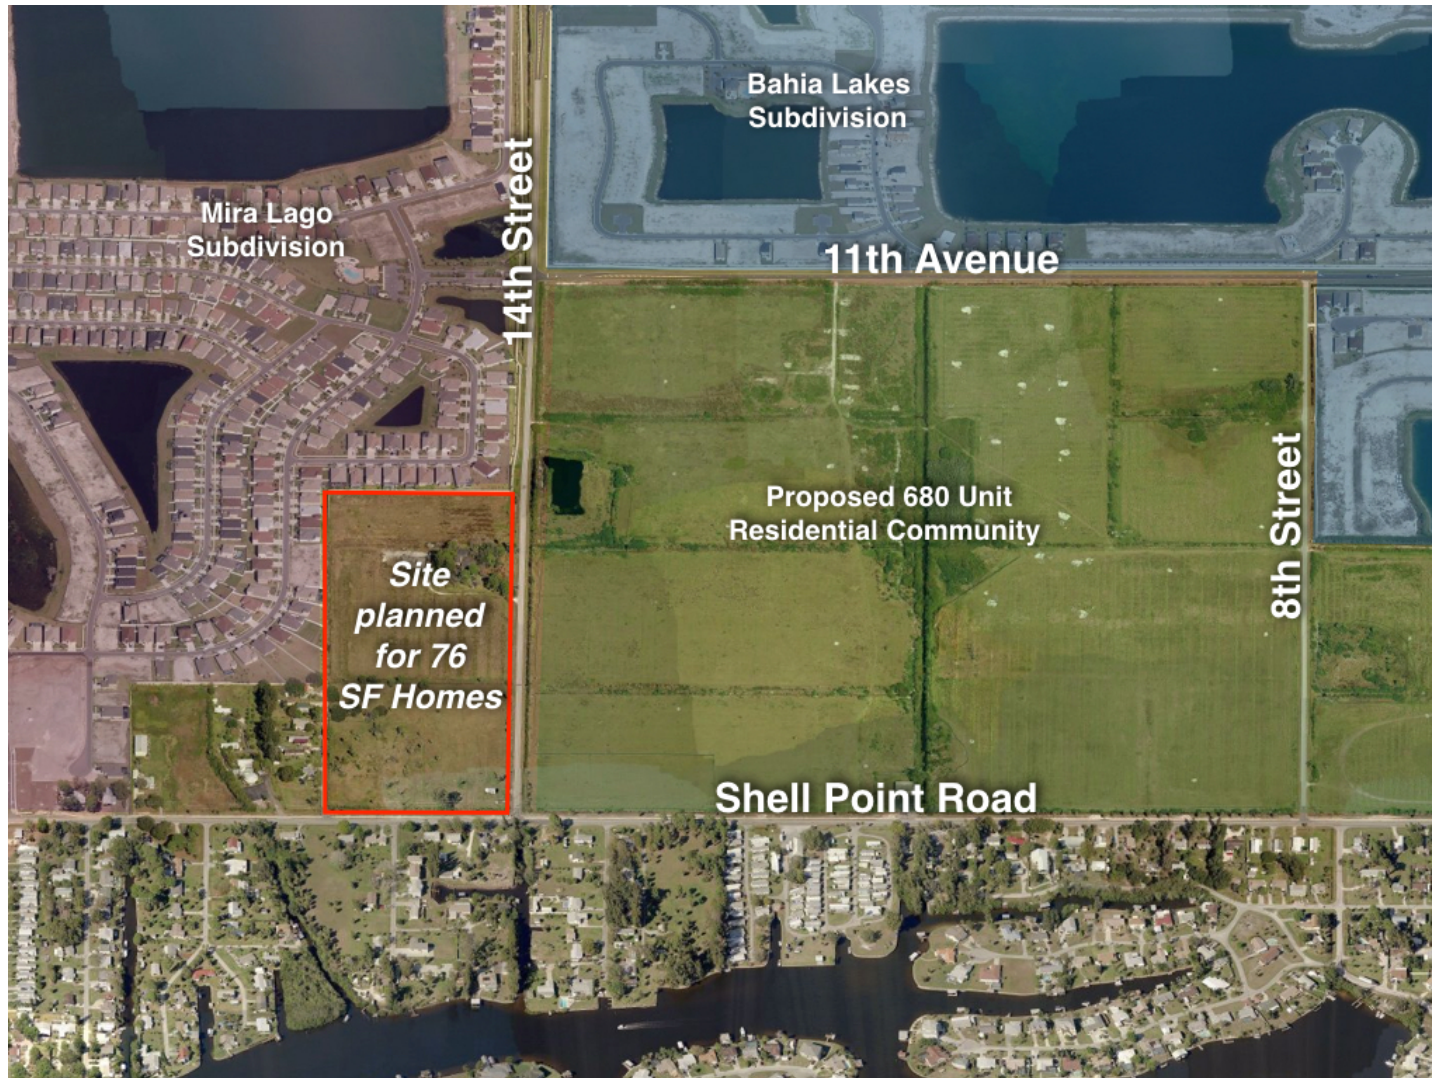 Bahia Lakes
Subdivision
Mira Lago
Subdivision
14th Street
11th Avenue
Proposed 680 Unit
Residential Community
8th Street
Site
planned
for 76
SF Homes
Shell Point Road